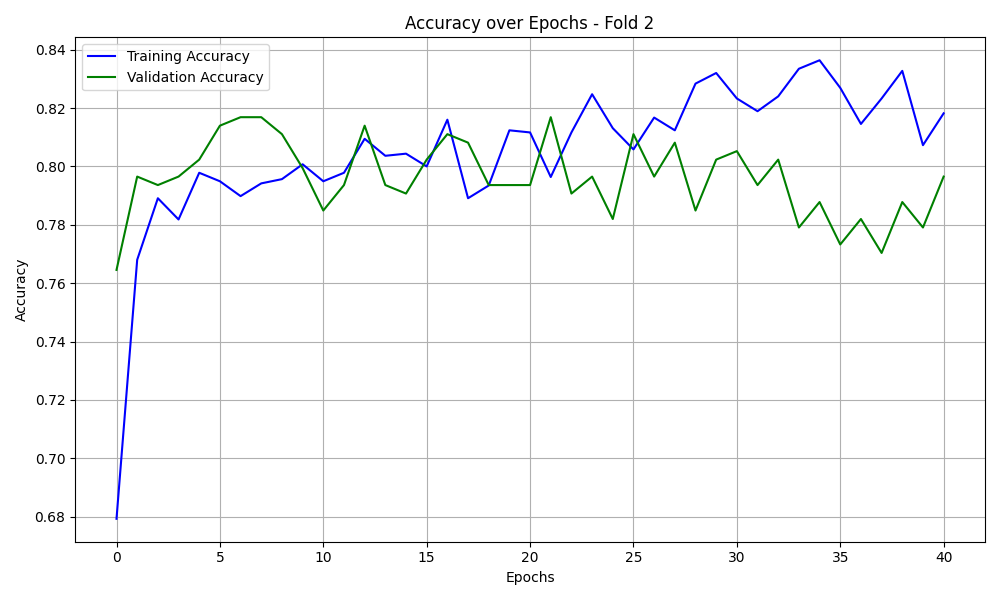 Accuracy over Epochs - Fold 2
Training Accuracy
Validation Accuracy
0.84
0.82
0.80
0.78
0.76
0.74
0.72
0.70
0.68
Accuracy
0 5 10 15 20 25 30 35 40
Epochs